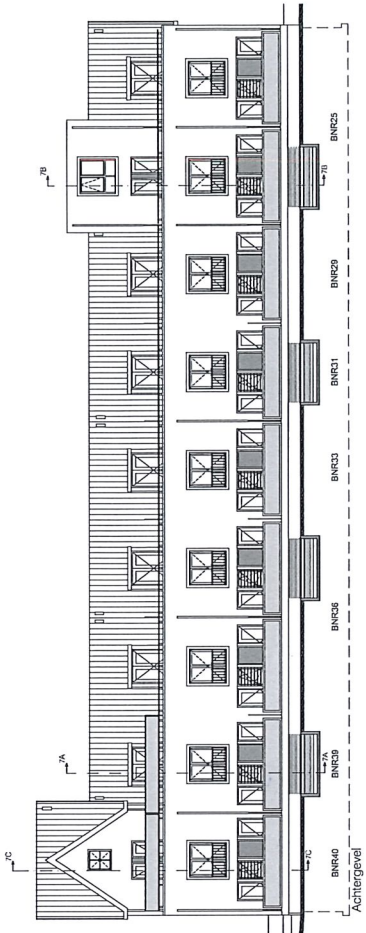 Achtergevel
7C
7C
BNR40
7A
7A
BNR39
BNR36
BNR33
BNR31
BNR29
7B
7B
BNR25